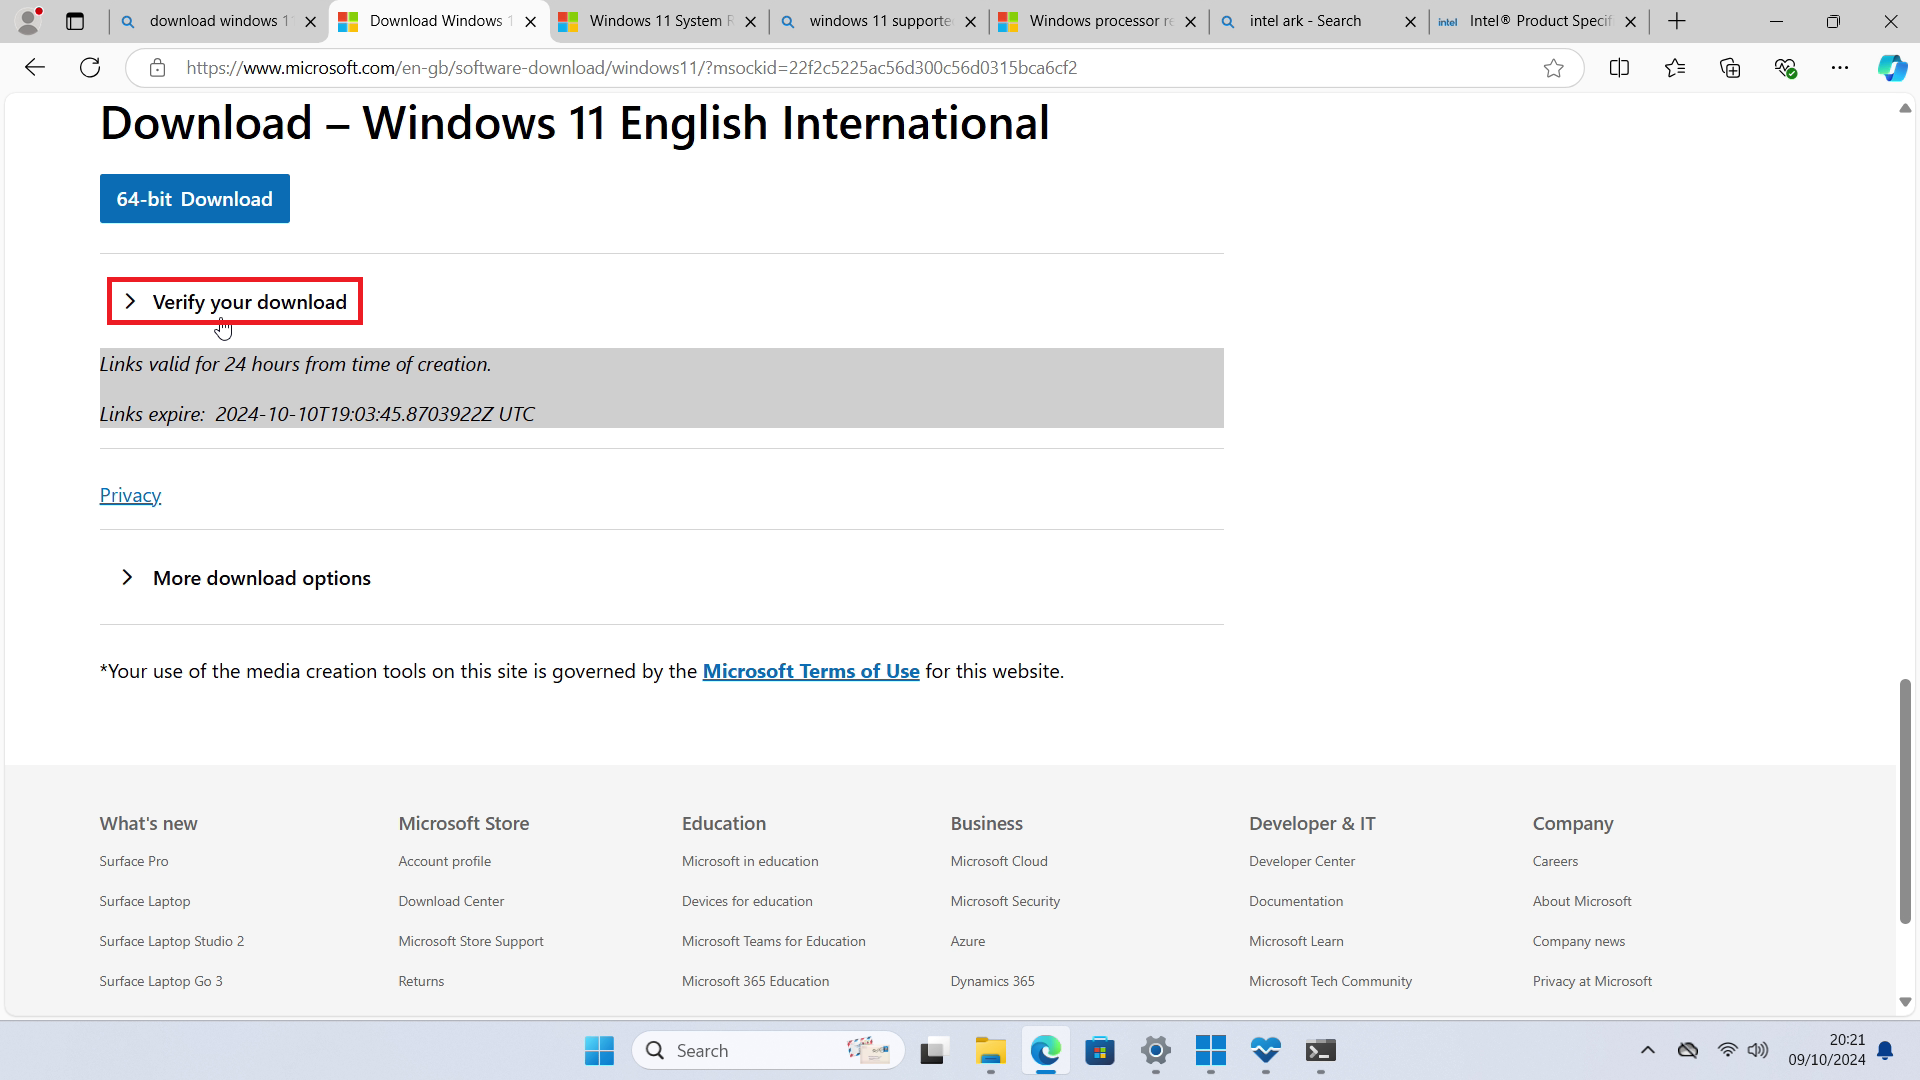 download windows 1
Download Windows 1
Windows 11 System R
windows 11 supporte
Windows processor re
intel ark - Search
intel
Intel® Product Specif
https://www.microsoft.com/en-gb/software-download/windows11/?msockid=22f2c5225ac56d300c56d0315bca6cf2
Download – Windows 11 English International
64-bit Download
Verify your download
Links valid for 24 hours from time of creation.
Links expire: 2024-10-10T19:03:45.8703922Z UTC
Privacy
More download options
*Your use of the media creation tools on this site is governed by the Microsoft Terms of Use for this website.
What's new
Surface Pro
Surface Laptop
Surface Laptop Studio 2
Surface Laptop Go 3
Microsoft Store
Account profile
Download Center
Microsoft Store Support
Returns
Education
Microsoft in education
Devices for education
Microsoft Teams for Education
Microsoft 365 Education
Business
Microsoft Cloud
Microsoft Security
Azure
Dynamics 365
Developer & IT
Developer Center
Documentation
Microsoft Learn
Microsoft Tech Community
Company
Careers
About Microsoft
Company news
Privacy at Microsoft
Search
20:21
09/10/2024